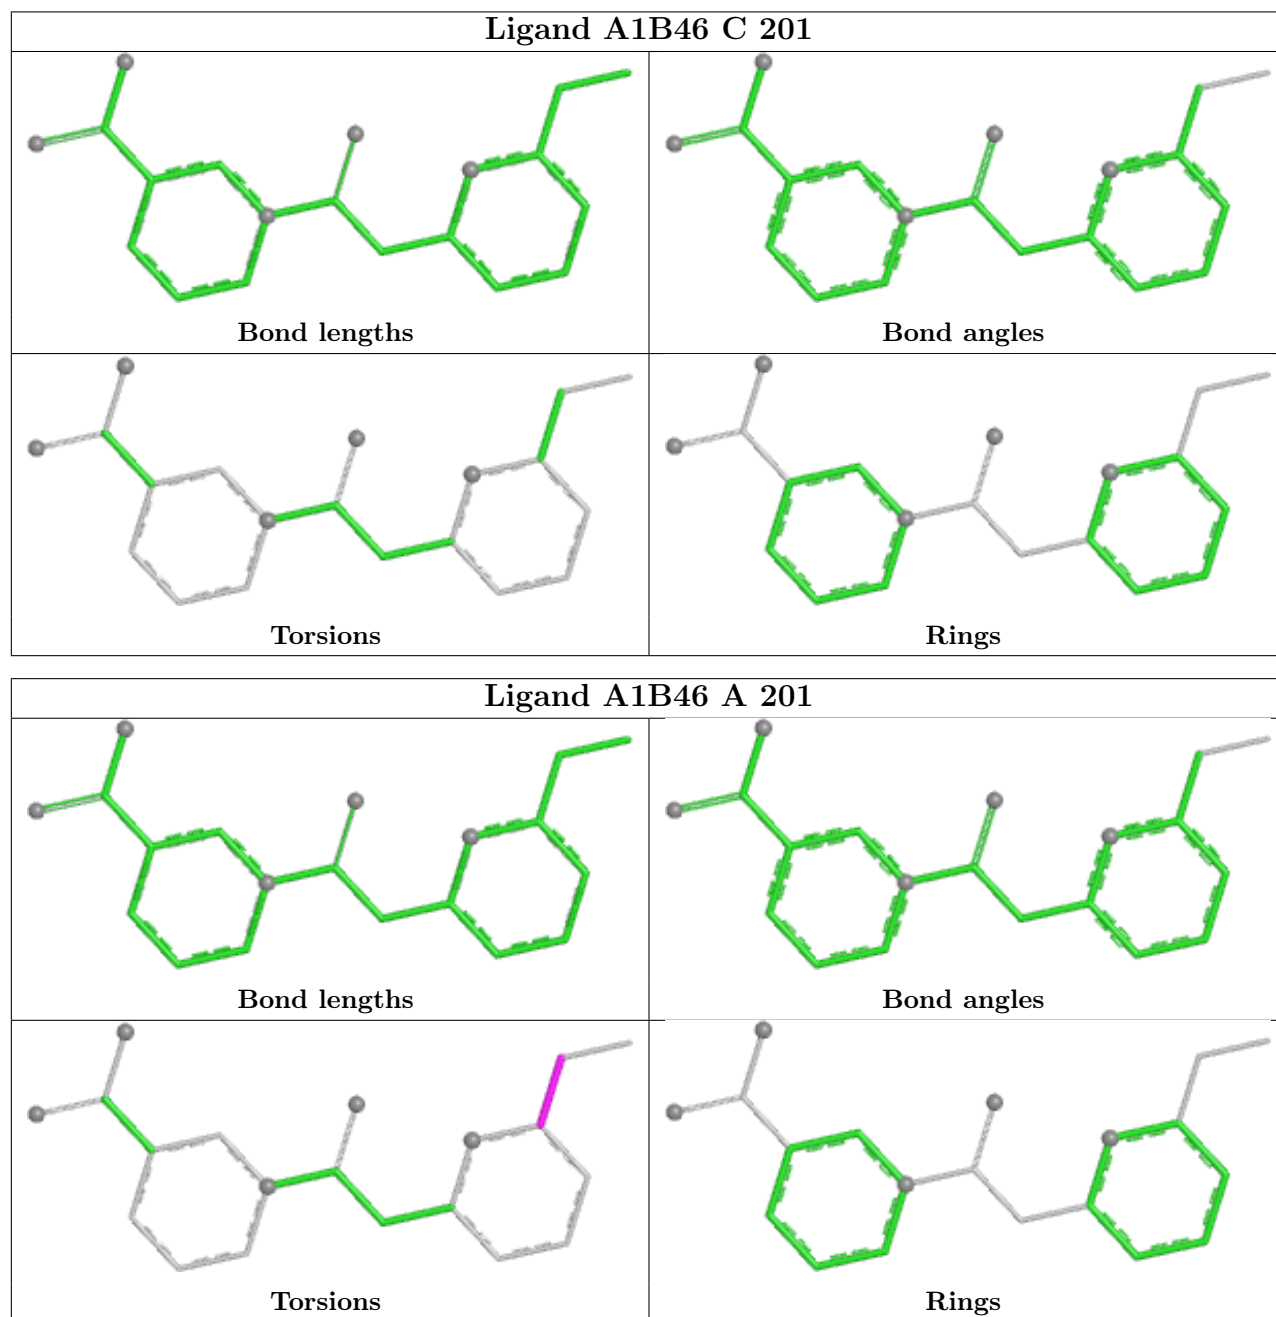 Ligand A1B46 C 201
Bond lengths
Bond angles
Torsions
Rings
Ligand A1B46 A 201
Bond lengths
Bond angles
Torsions
Rings